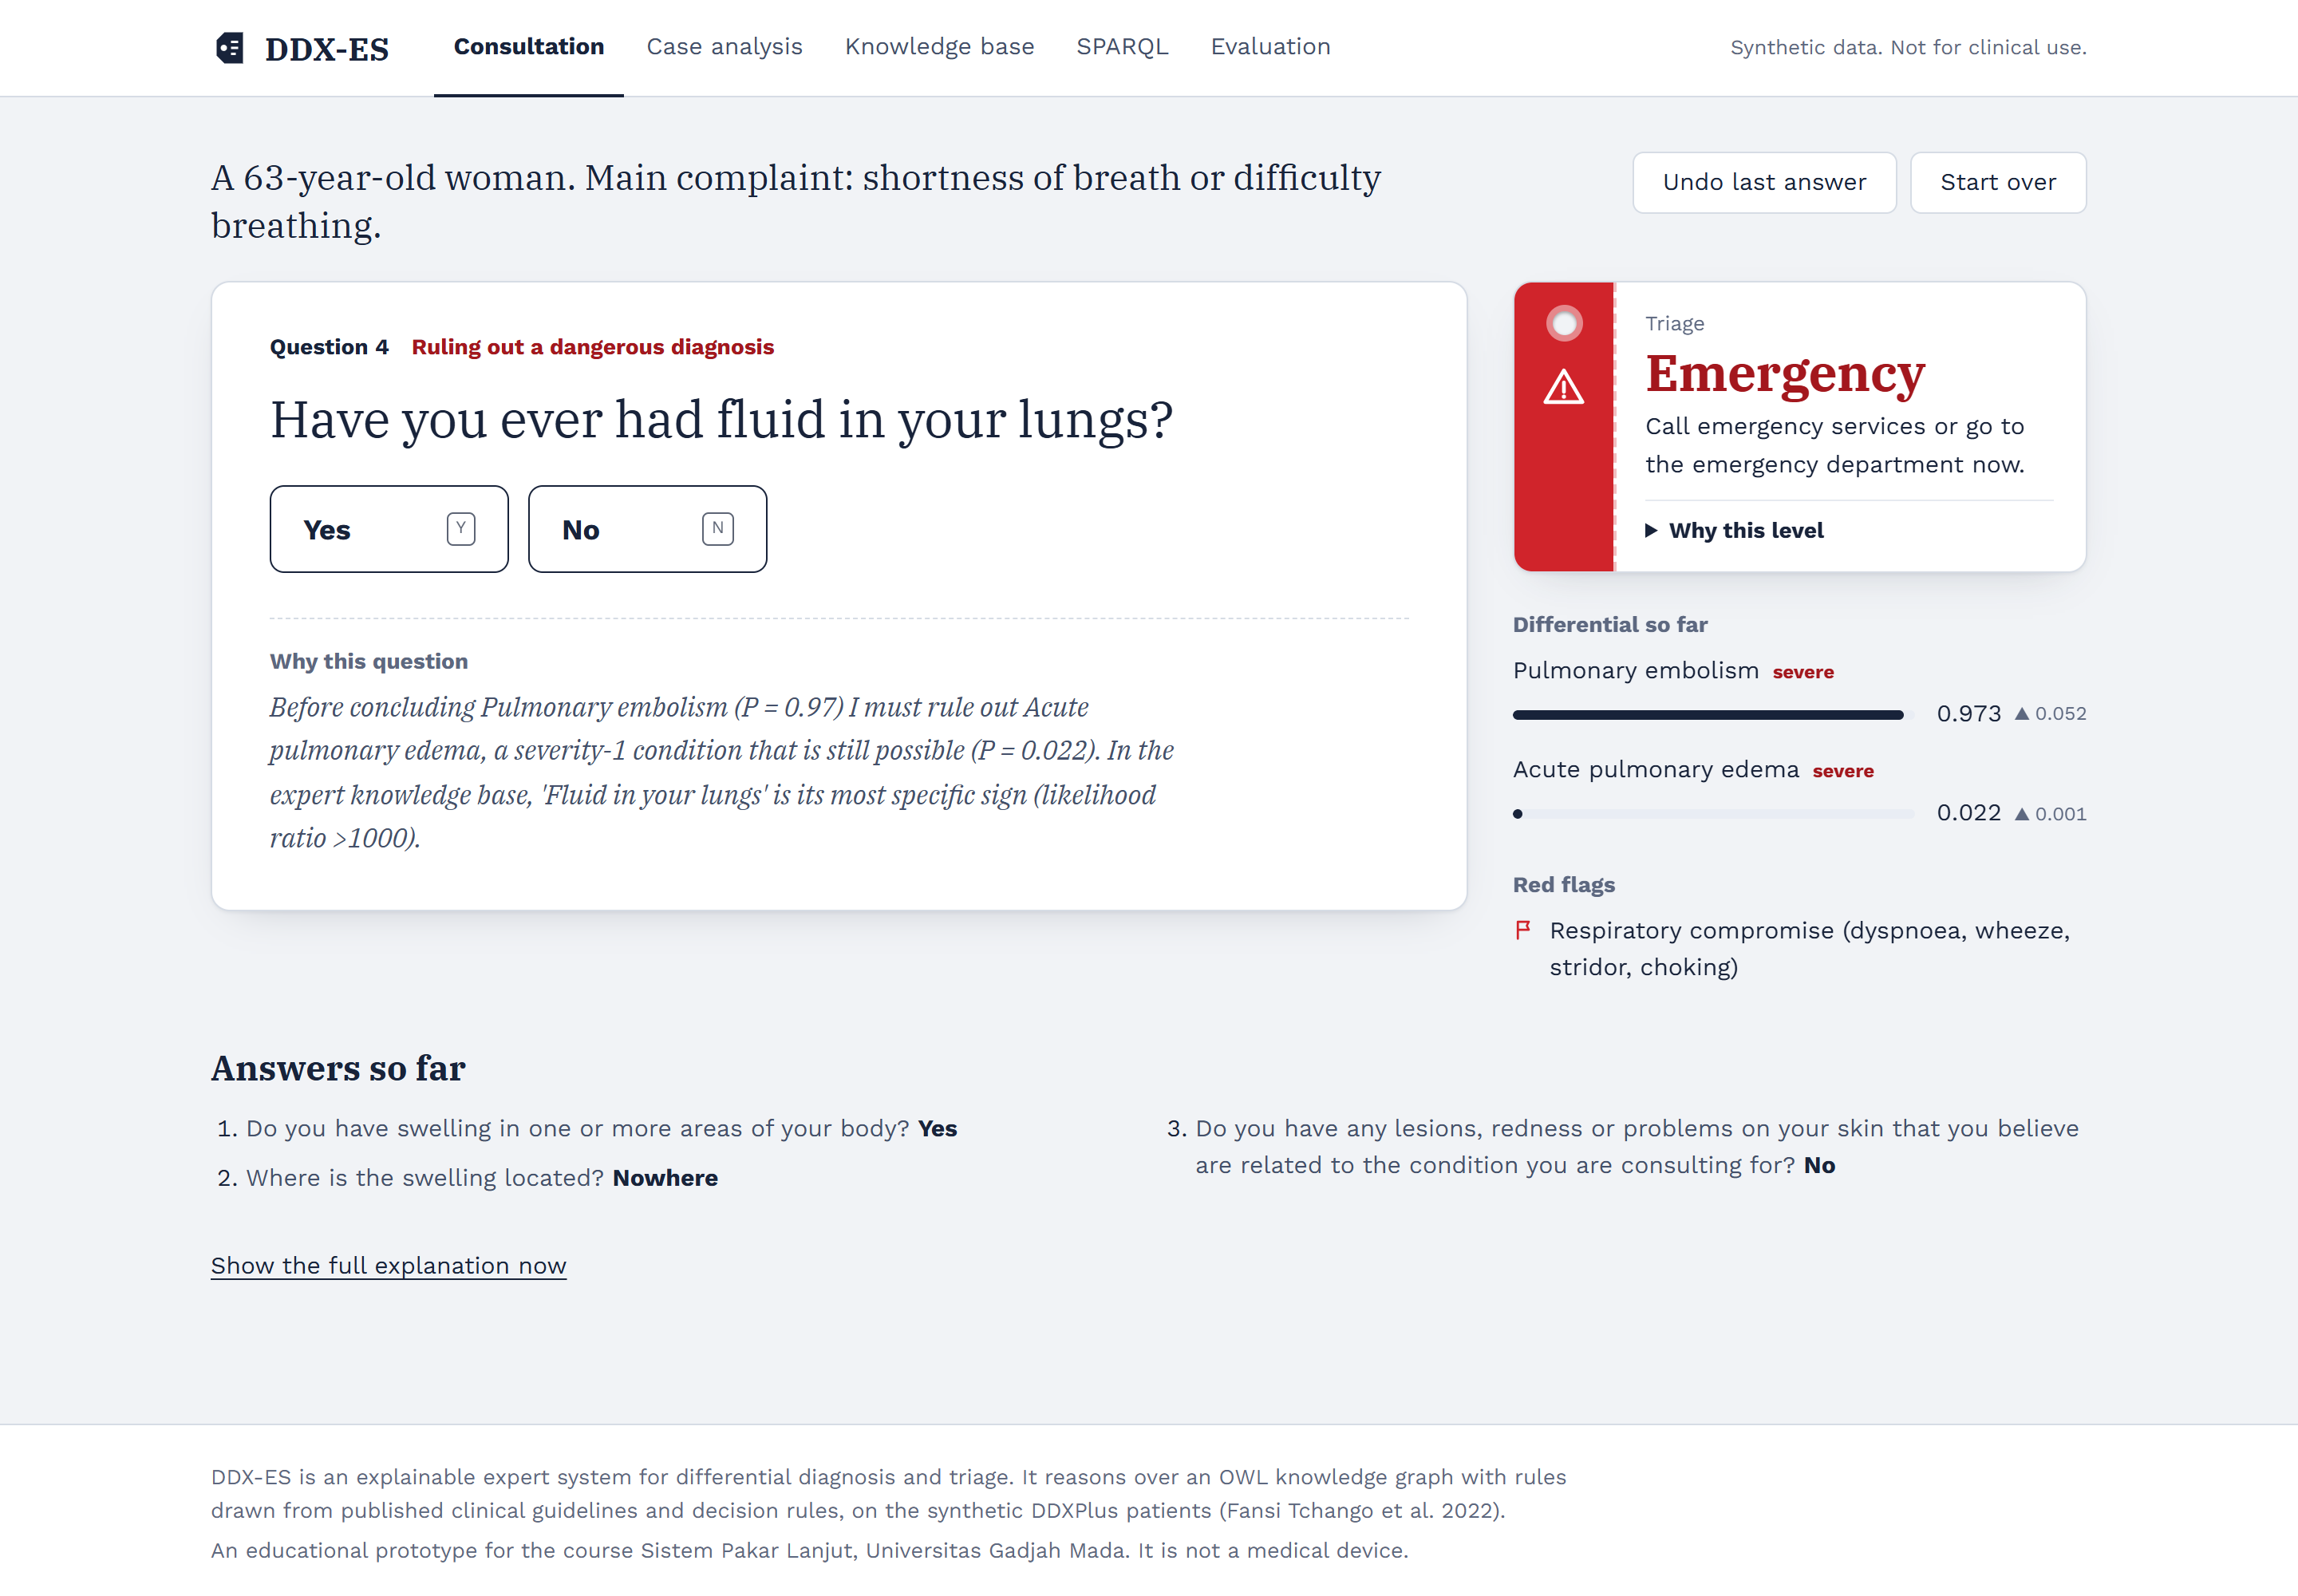 DDX-ES
Consultation
Case analysis
Knowledge base
SPARQL
Evaluation
Synthetic data. Not for clinical use.
A 63-year-old woman. Main complaint: shortness of breath or difficulty
breathing.
Undo last answer
Start over
Question 4 Ruling out a dangerous diagnosis
Have you ever had fluid in your lungs?
Yes Y
No N
Why this question
Before concluding Pulmonary embolism (P = 0.97) I must rule out Acute
pulmonary edema, a severity-1 condition that is still possible (P = 0.022). In the
expert knowledge base, 'Fluid in your lungs' is its most specific sign (likelihood
ratio >1000).
Triage
Emergency
Call emergency services or go to
the emergency department now.
▶ Why this level
Differential so far
Pulmonary embolism severe
0.973 ▲ 0.052
Acute pulmonary edema severe
0.022 ▲ 0.001
Red flags
Respiratory compromise (dyspnoea, wheeze,
stridor, choking)
Answers so far
1. Do you have swelling in one or more areas of your body? Yes
2. Where is the swelling located? Nowhere
3. Do you have any lesions, redness or problems on your skin that you believe
are related to the condition you are consulting for? No
Show the full explanation now
DDX-ES is an explainable expert system for differential diagnosis and triage. It reasons over an OWL knowledge graph with rules
drawn from published clinical guidelines and decision rules, on the synthetic DDXPlus patients (Fansi Tchango et al. 2022).
An educational prototype for the course Sistem Pakar Lanjut, Universitas Gadjah Mada. It is not a medical device.